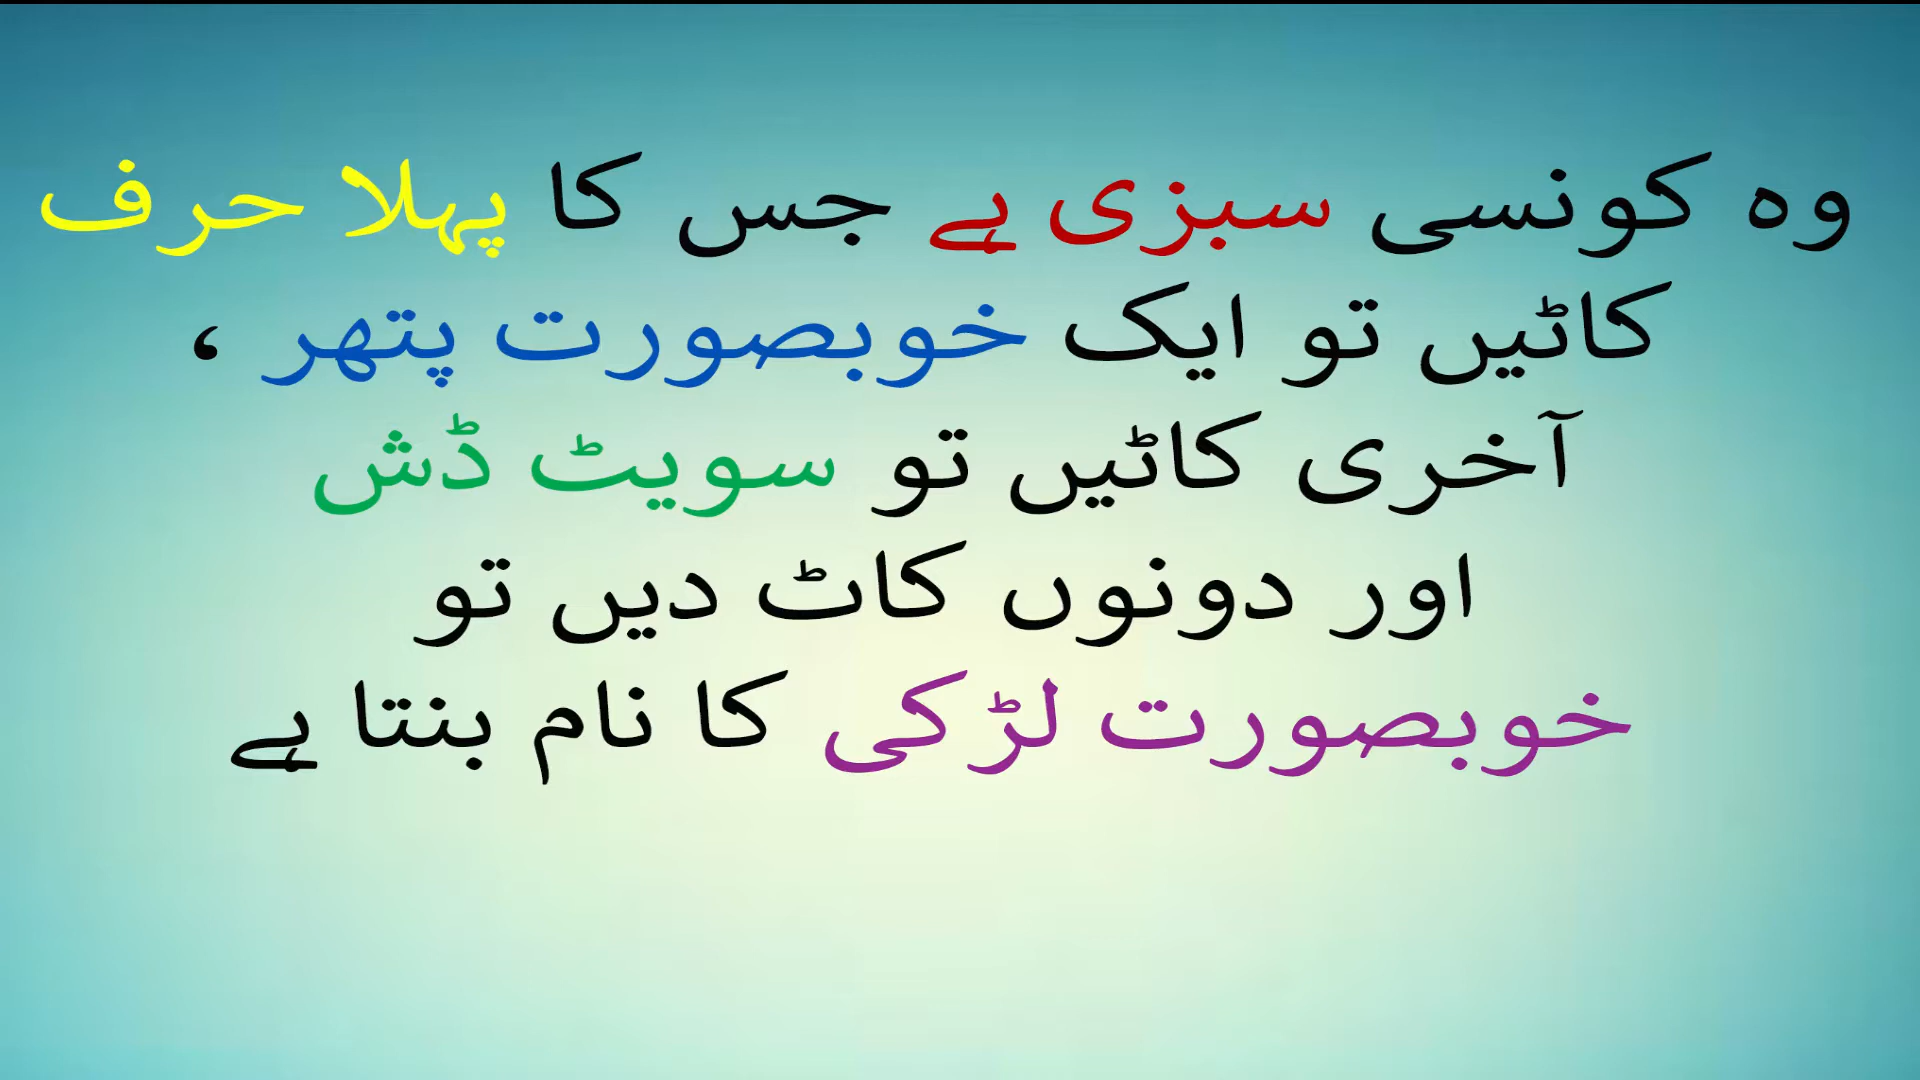 وہ کونسی سبزی ہے جس کا پہلا حرف
کاٹیں تو ایک خوبصورت پتھر ،
آخری کاٹیں تو سویٹ ڈش
اور دونوں کاٹ دیں تو
خوبصورت لڑکی کا نام بنتا ہے